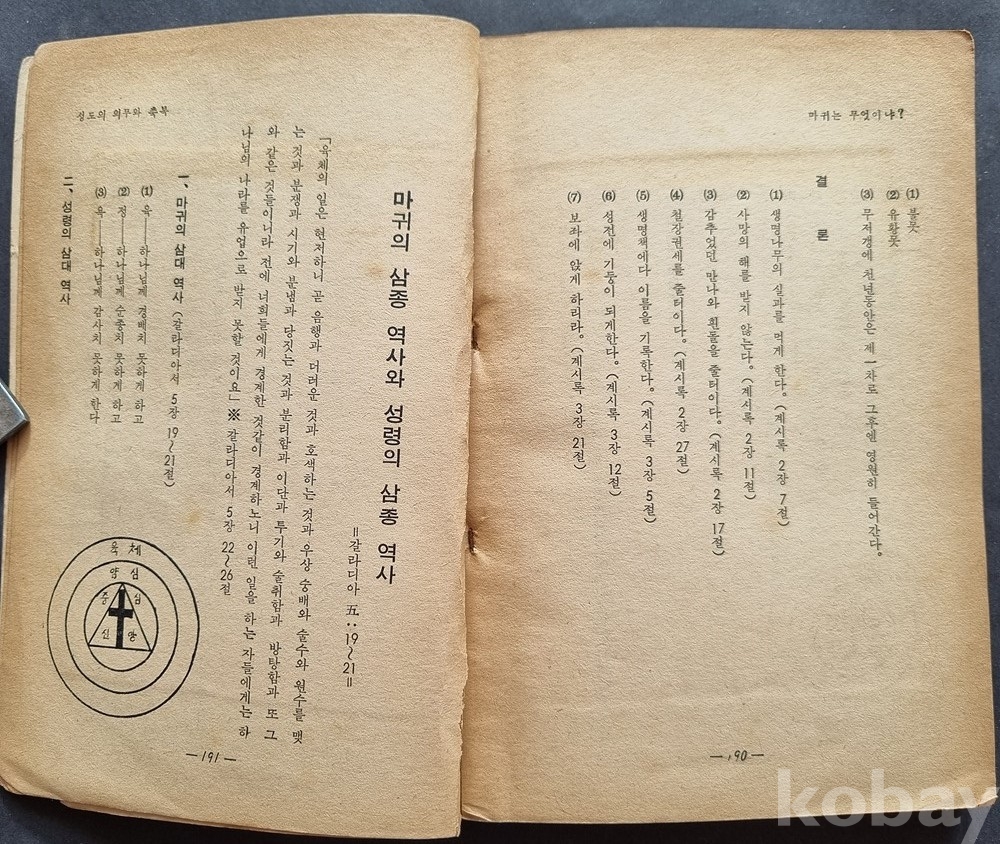 마귀는 무엇이냐?
⑴ 불못
⑵ 유황못
⑶ 무저갱에 천년동안은 제一차로 그후엔 영원히 들어간다.
결 론
⑴ 생명나무의 실과를 먹게 한다。(계시록 2장 7절)
⑵ 사망의 해를 받지 않는다。(계시록 2장 11절)
⑶ 감추었던 만나와 흰돌을 줄터이다。(계시록 2장 17절)
⑷ 철장권세를 줄터이다。(계시록 2장 27절)
⑸ 생명책에다 이름을 기록한다。(계시록 3장 5절)
⑹ 성전에 기둥이 되게한다。(계시록 3장 12절)
⑺ 보좌에 앉게 하리라。(계시록 3장 21절)
—190—
성도의 의무와 축복
마귀의 삼종 역사와 성령의 삼종 역사
=갈라디아 五:19~21=
「육체의 일은 현저하니 곧 음행과 더러운 것과 호색하는 것과 우상 숭배와 술수와 원수를 맺
는 것과 분쟁과 시기와 분냄과 당짓는 것과 분리함과 이단과 투기와 술취함과 방탕함과 또 그
와 같은 것들이니라 전에 너희들에게 경계한 것같이 경계하노니 이런 일을 하는 자들에게는 하
나님의 나라를 유업으로 받지 못할 것이요」※ 갈라디아서 5장 22~26절
一、마귀의 삼대 역사 (갈라디아서 5장 19~21절)
⑴ 육——하나님께 경배치 못하게 하고
⑵ 정——하나님께 순종치 못하게 하고
⑶ 욕——하나님께 감사치 못하게 한다
二、성령의 삼대 역사
육체
양심
중심
신앙
—191—
kobay